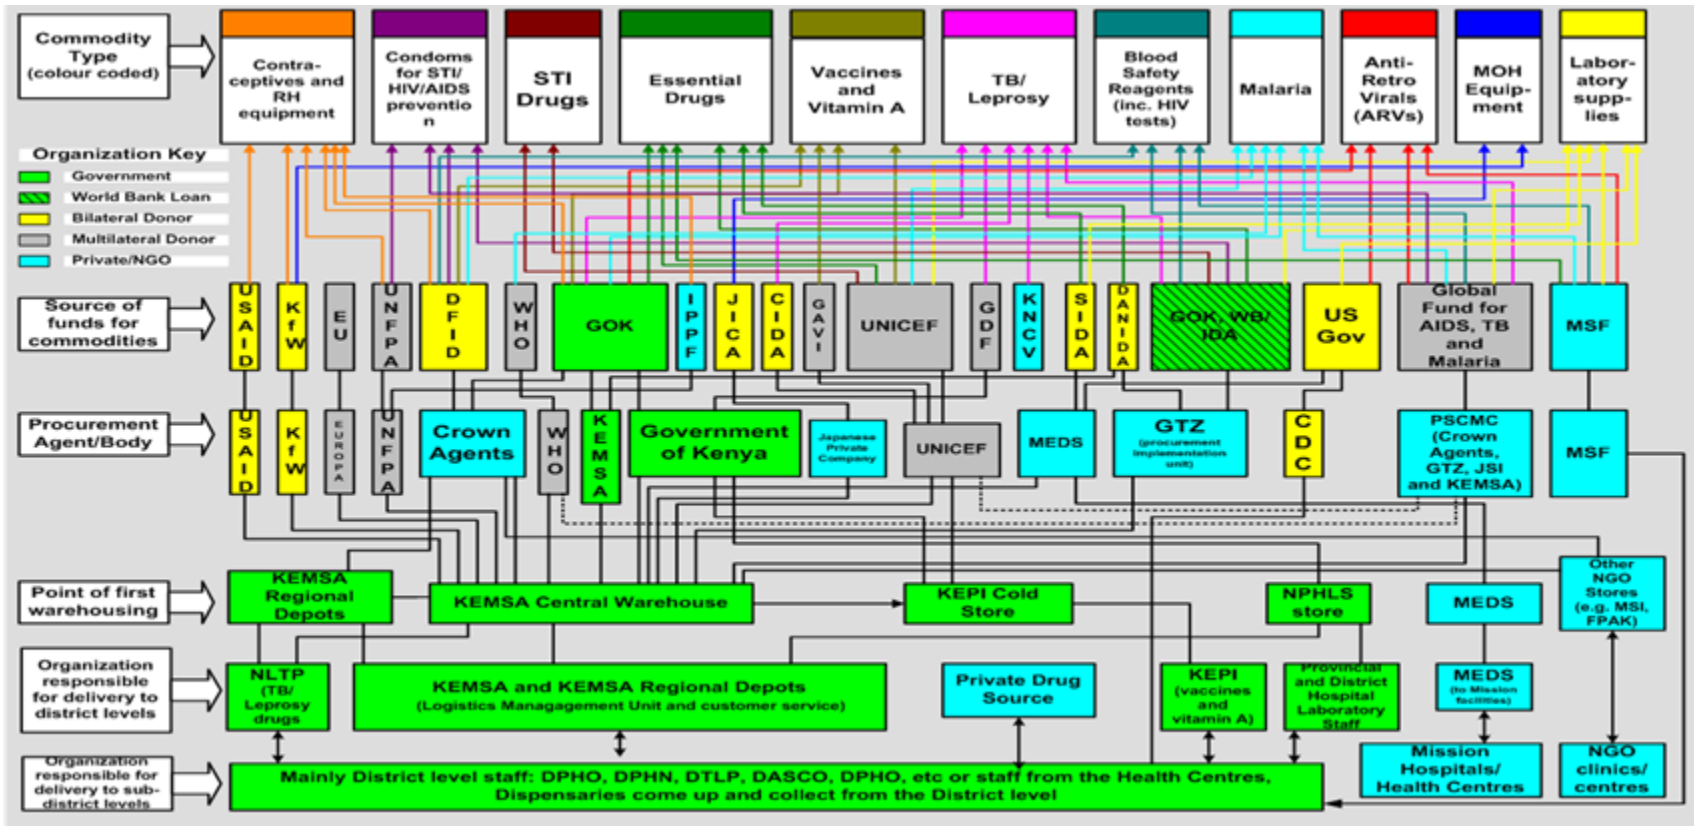 Commodity
Type
(colour coded)
Contra-
ceptives and
RH
equipment
Condoms
for STI/
HIV/AIDS
preventio
n
STI
Drugs
Essential
Drugs
Vaccines
and
Vitamin A
TB/
Leprosy
Blood
Safety
Reagents
(inc. HIV
tests)
Malaria
Anti-
Retro
Virals
(ARVs)
MOH
Equip-
ment
Labor-
atory
supp-
lies
Organization Key
Government
World Bank Loan
Bilateral Donor
Multilateral Donor
Private/NGO
Source of
funds for
commodities
USAID
KfW
EU
UNFPA
DFID
WHO
GOK
IPPF
JICA
CIDA
GAVI
UNICEF
GDF
KNCV
SIDA
DANIDA
GOK, WB/
IDA
US
Gov
Global
Fund for
AIDS, TB
and
Malaria
MSF
Procurement
Agent/Body
USAID
KfW
EUROPA
UNFPA
Crown
Agents
WHO
KEMSA
Government
of Kenya
Japanese
Private
Company
UNICEF
MEDS
GTZ
(procurement
implementation
unit)
CDC
PSCMC
(Crown
Agents,
GTZ, JSI
and KEMSA)
MSF
Point of first
warehousing
KEMSA
Regional
Depots
KEMSA Central Warehouse
KEPI Cold
Store
NPHLS
store
MEDS
Other
NGO
Stores
(e.g. MSI,
FPAK)
Organization
responsible
for delivery to
district levels
NLTP
(TB/
Leprosy
drugs
KEMSA and KEMSA Regional Depots
(Logistics Managagement Unit and customer service)
Private Drug
Source
KEPI
(vaccines
and
vitamin A)
Provincial
and District
Hospital
Laboratory
Staff
MEDS
(to Mission
facilities)
Organization
responsible for
delivery to sub-
district levels
Mainly District level staff: DPHO, DPHN, DTLP, DASCO, DPHO, etc or staff from the Health Centres,
Dispensaries come up and collect from the District level
Mission
Hospitals/
Health Centres
NGO
clinics/
centres